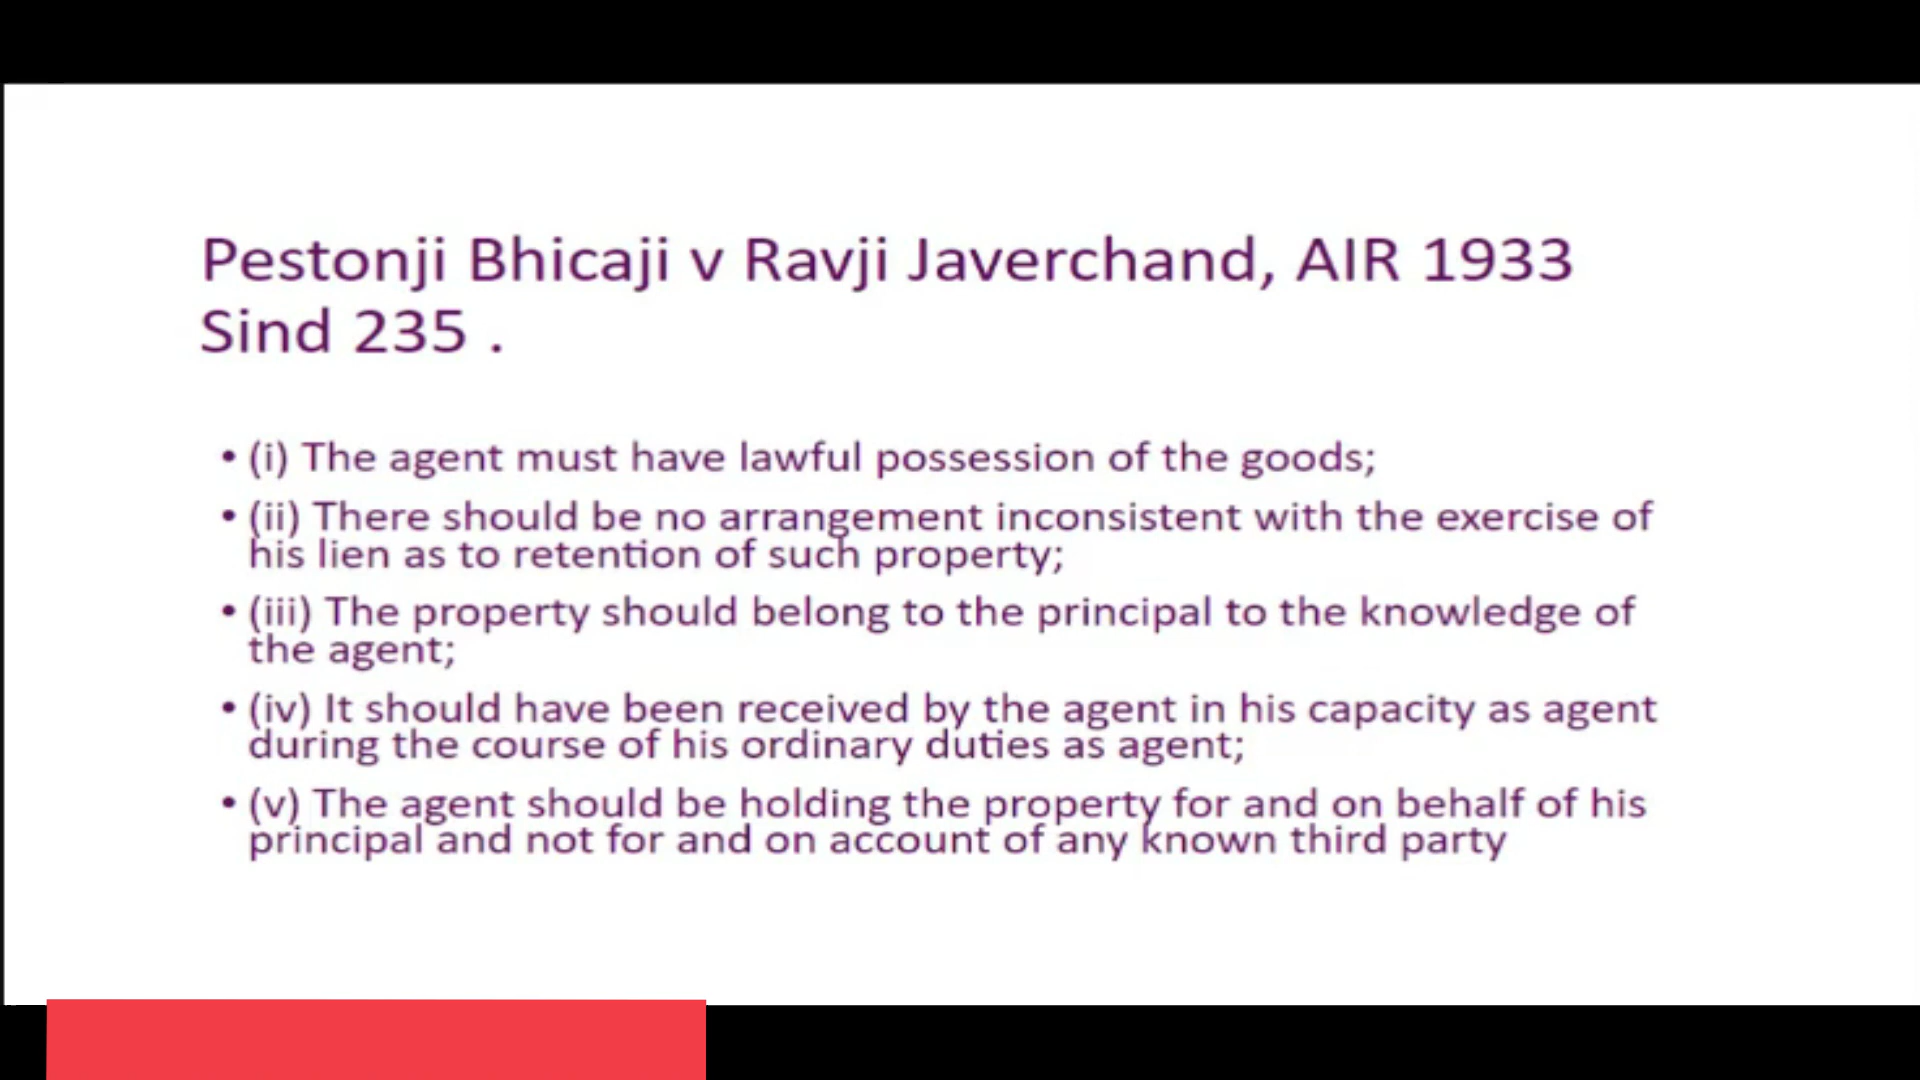 Pestonji Bhicaji v Ravji Javerchand, AIR 1933
Sind 235 .
• (i) The agent must have lawful possession of the goods;
• (ii) There should be no arrangement inconsistent with the exercise of
his lien as to retention of such property;
• (iii) The property should belong to the principal to the knowledge of
the agent;
• (iv) It should have been received by the agent in his capacity as agent
during the course of his ordinary duties as agent;
• (v) The agent should be holding the property for and on behalf of his
principal and not for and on account of any known third party